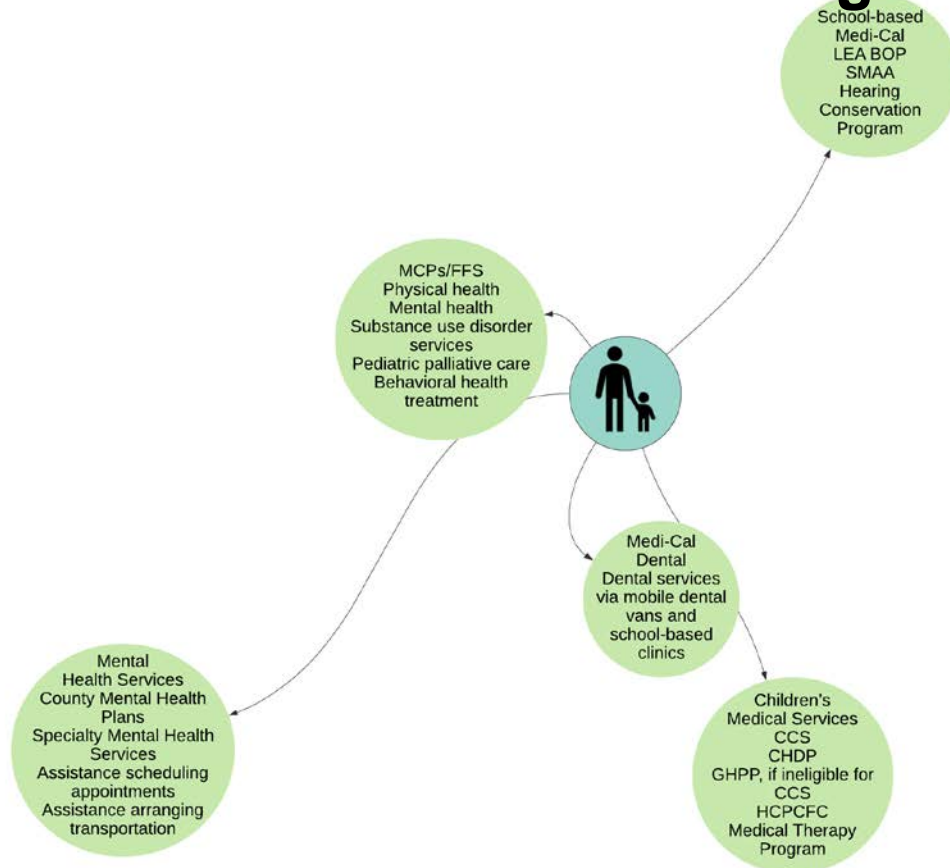 School-based
Medi-Cal
LEA BOP
SMAA
Hearing
Conservation
Program
MCPs/FFS
Physical health
Mental health
Substance use disorder
services
Pediatric palliative care
Behavioral health
treatment
Medi-Cal
Dental
Dental services
via mobile dental
vans and
school-based
clinics
Mental
Health Services
County Mental Health
Plans
Specialty Mental Health
Services
Assistance scheduling
appointments
Assistance arranging
transportation
Children's
Medical Services
CCS
CHDP
GHPP, if ineligible for
CCS
HCPCFC
Medical Therapy
Program